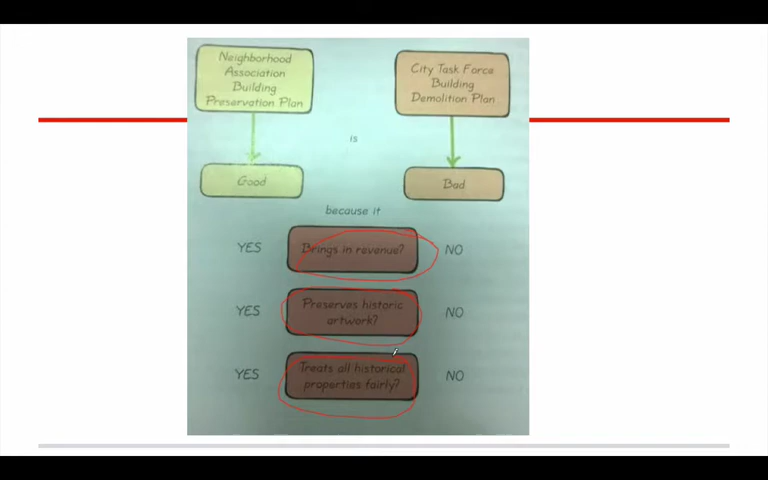 Neighborhood
Association
Building
Preservation Plan
City Task Force
Building
Demolition Plan
is
Good
Bad
because it
YES
Brings in revenue?
NO
YES
Preserves historic
artwork?
NO
YES
Treats all historical
properties fairly?
NO